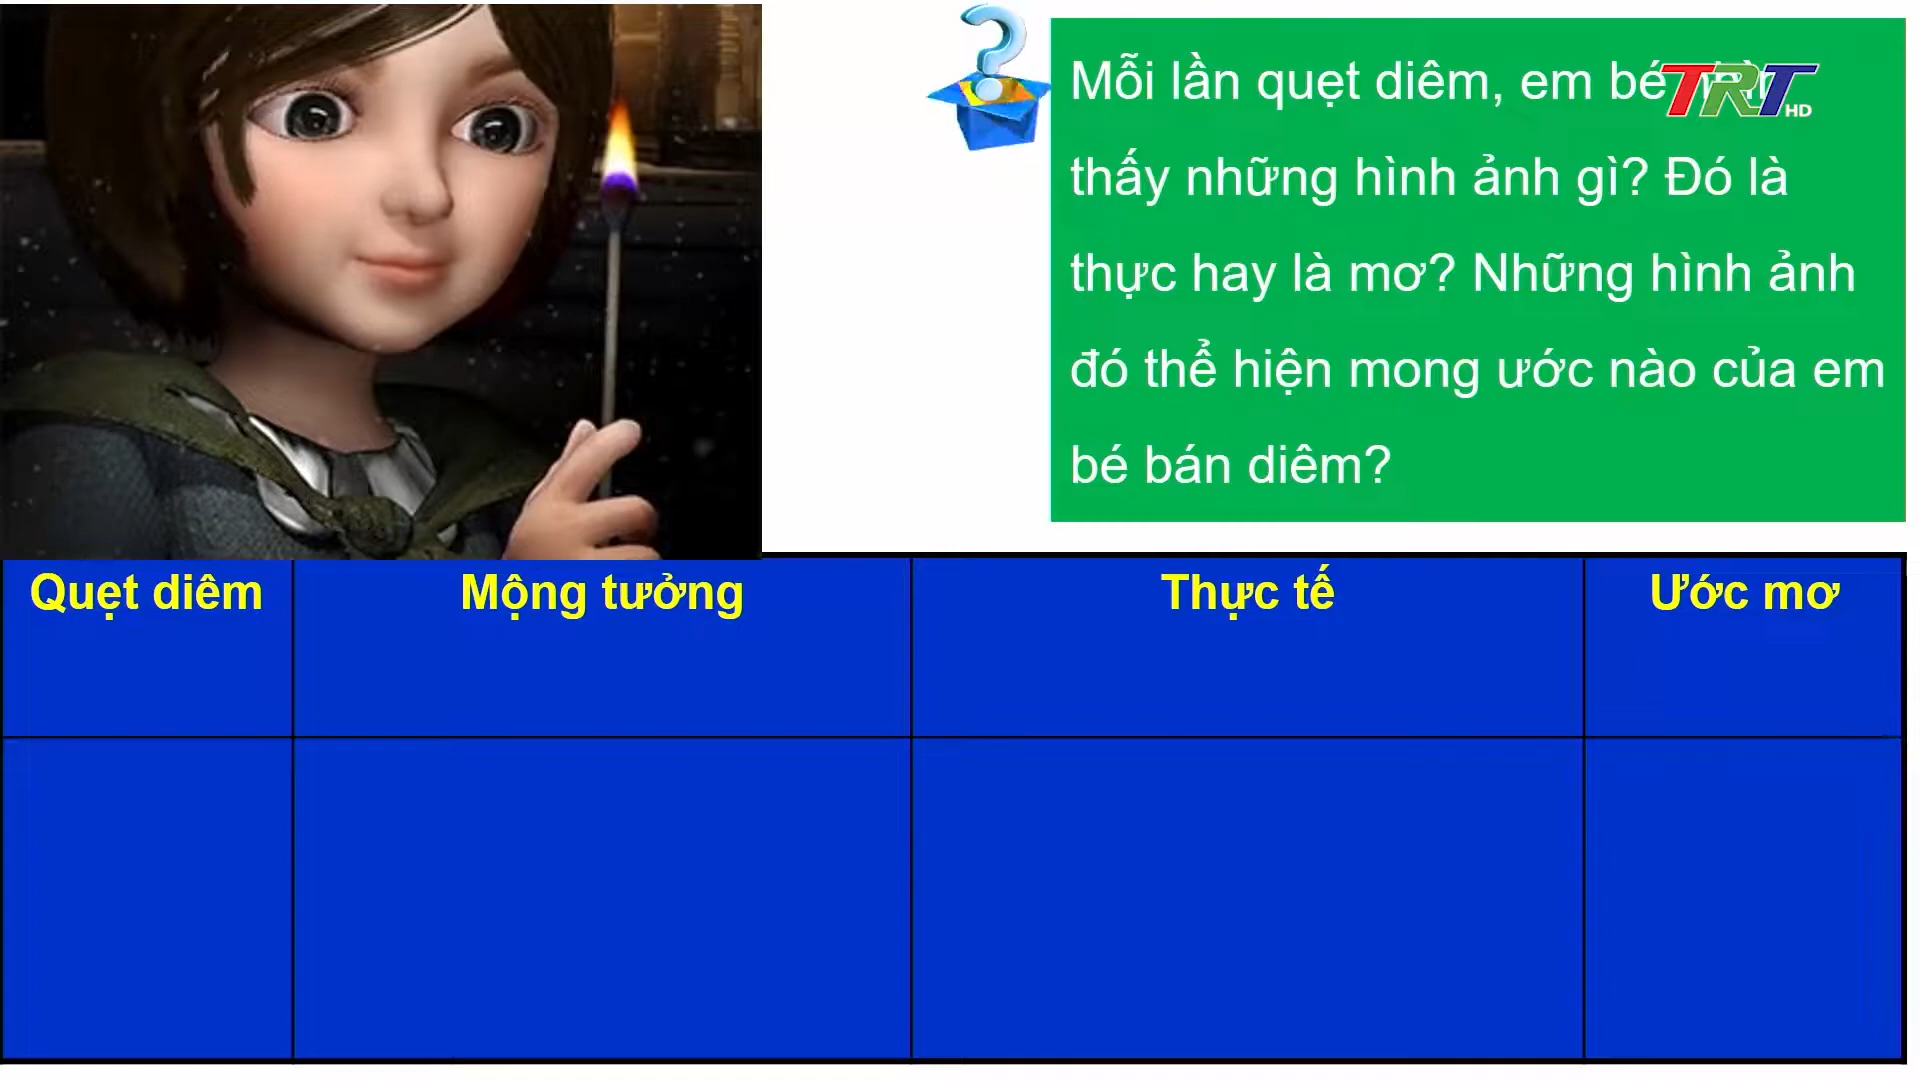 Mỗi lần quẹt diêm, em bé
TRT HD
thấy những hình ảnh gì? Đó là
thực hay là mơ? Những hình ảnh
đó thể hiện mong ước nào của em
bé bán diêm?
Quẹt diêm
Mộng tưởng
Thực tế
Ước mơ